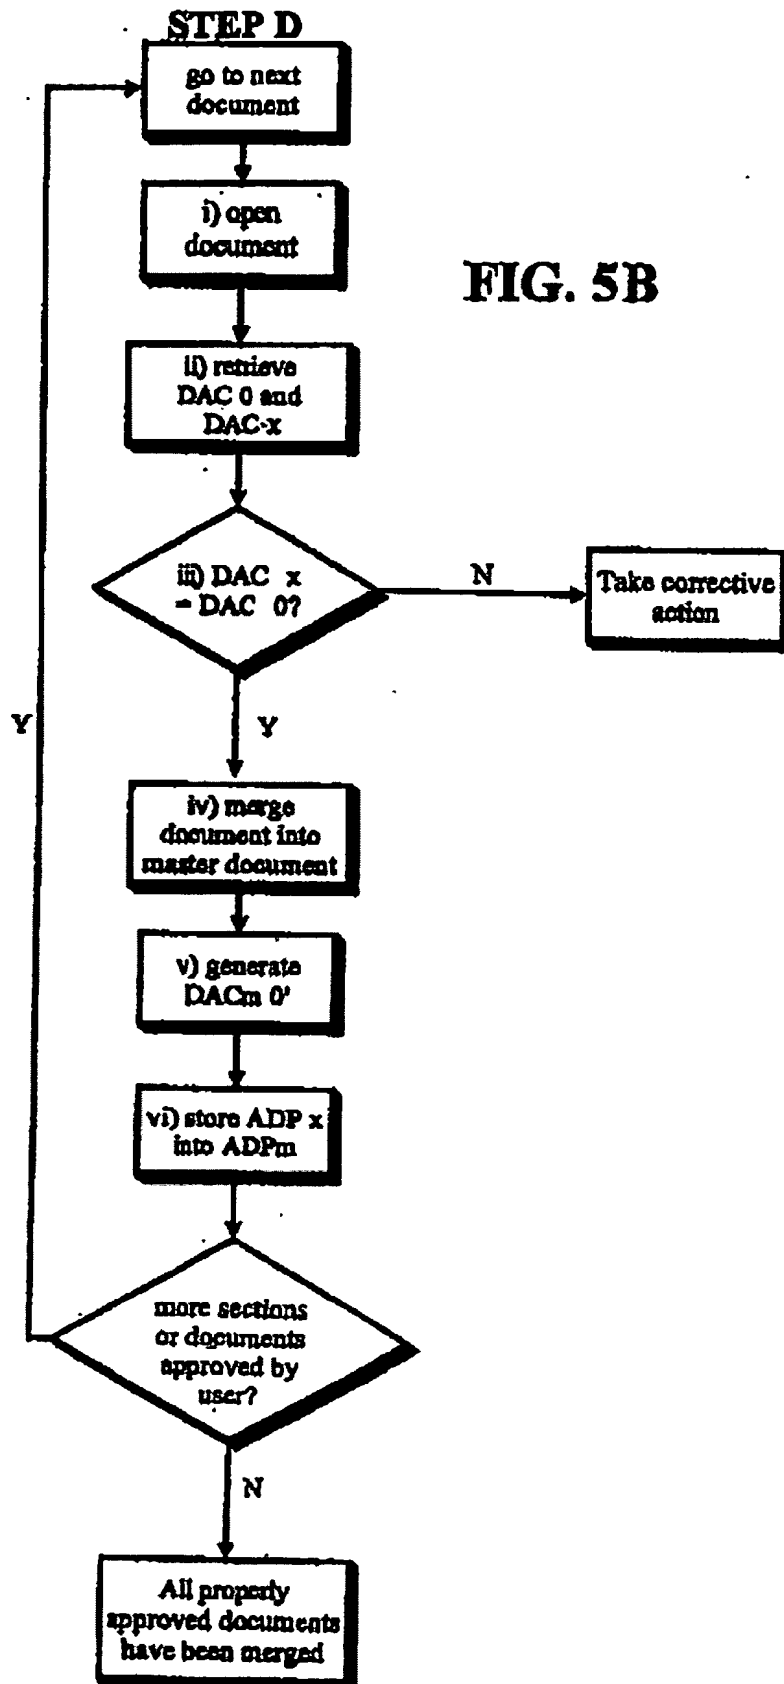 STEP D
go to next
document
i) open
document
FIG. 5B
ii) retrieve
DAC 0 and
DAC-x
iii) DAC x
= DAC 0?
N
Take corrective
action
Y
Y
iv) merge
document into
master document
v) generate
DACm 0'
vi) store ADP x
into ADPm
more sections
or documents
approved by
user?
N
All properly
approved documents
have been merged